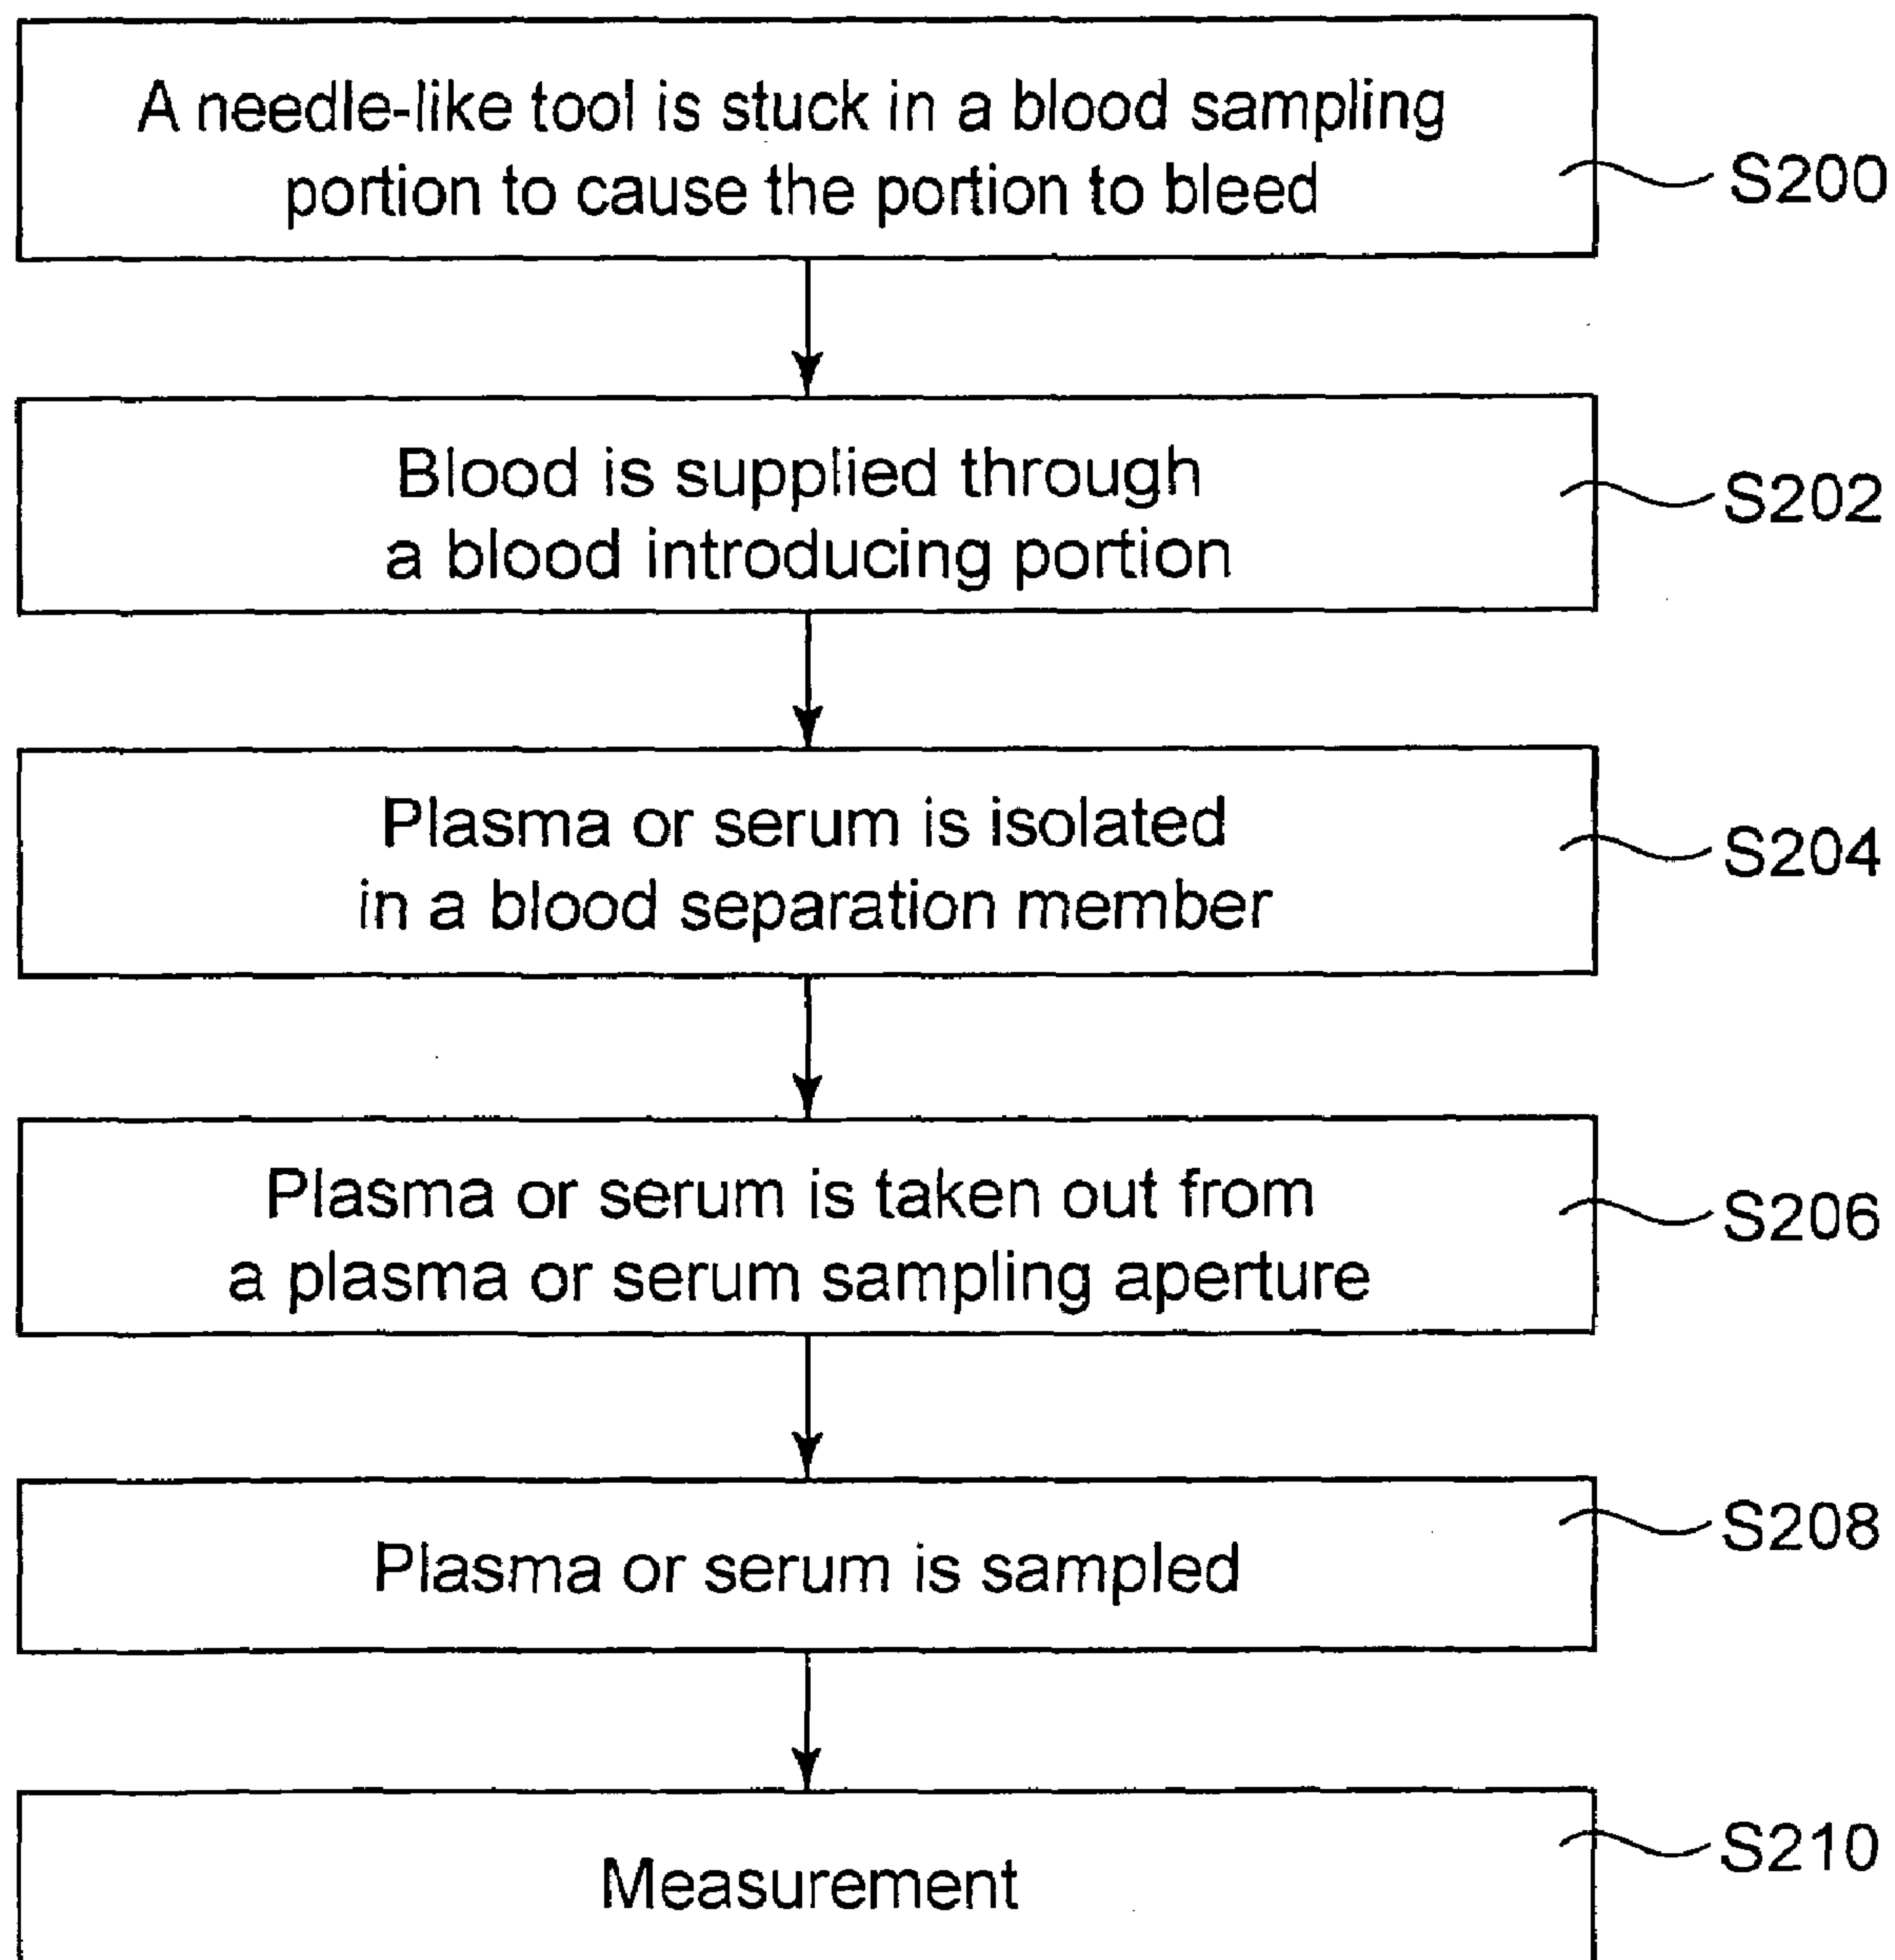 A needle-like tool is stuck in a blood sampling
portion to cause the portion to bleed
S200
Blood is supplied through
a blood introducing portion
S202
Plasma or serum is isolated
in a blood separation member
S204
Plasma or serum is taken out from
a plasma or serum sampling aperture
S206
Plasma or serum is sampled
S208
Measurement
S210